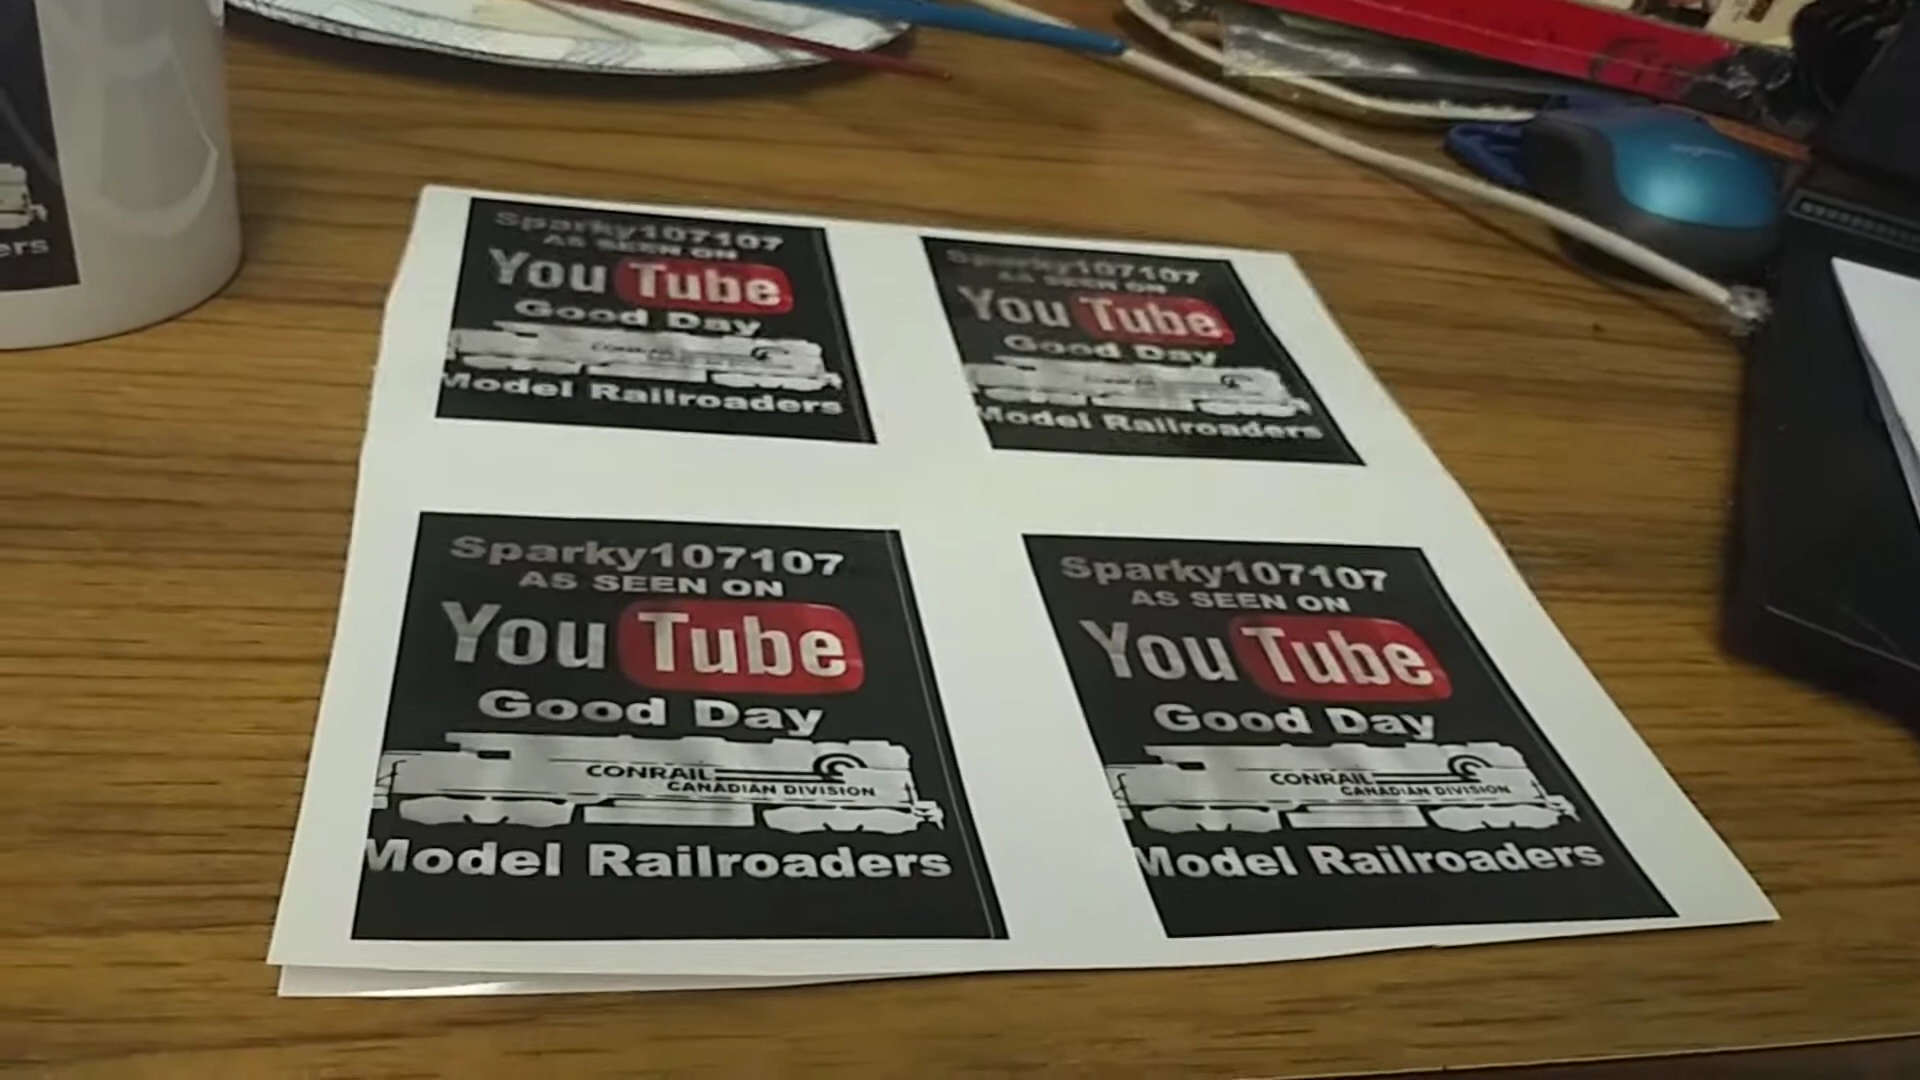 Sparky107107
AS SEEN ON
YouTube
Good Day
CONRAIL
Model Railroaders
Sparky107107
AS SEEN ON
YouTube
Good Day
Model Railroaders
Sparky107107
AS SEEN ON
YouTube
Good Day
CONRAIL
CANADIAN DIVISION
Model Railroaders
Sparky107107
AS SEEN ON
YouTube
Good Day
CONRAIL
CANADIAN DIVISION
Model Railroaders
ers